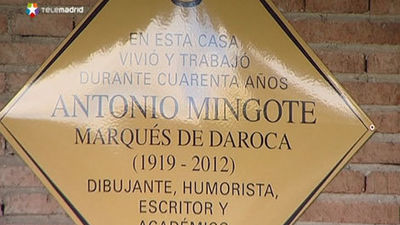 telemadrid
EN ESTA CASA
VIVIÓ Y TRABAJÓ
DURANTE CUARENTA AÑOS
ANTONIO MINGOTE
MARQUÉS DE DAROCA
(1919 - 2012)
DIBUJANTE, HUMORISTA,
ESCRITOR Y
ACADÉMICO